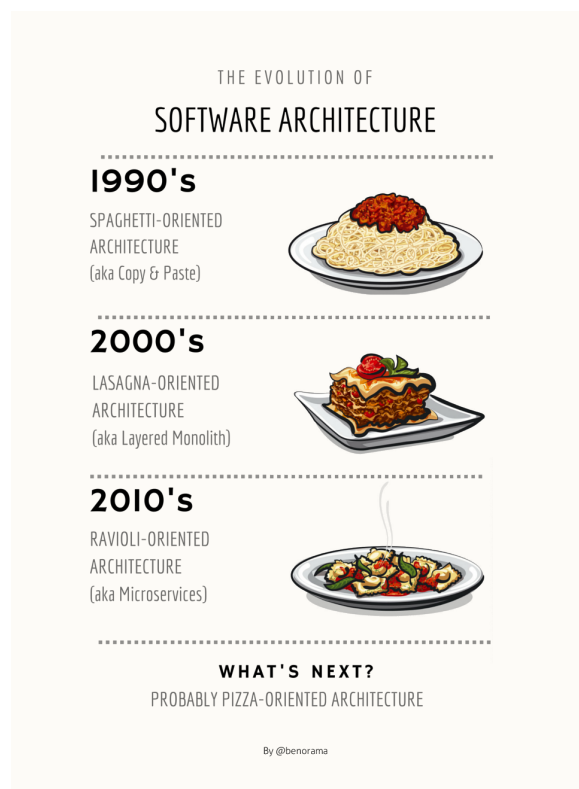 THE EVOLUTION OF
SOFTWARE ARCHITECTURE
1990's
SPAGHETTI-ORIENTED
ARCHITECTURE
(aka Copy & Paste)
2000's
LASAGNA-ORIENTED
ARCHITECTURE
(aka Layered Monolith)
2010's
RAVIOLI-ORIENTED
ARCHITECTURE
(aka Microservices)
WHAT'S NEXT?
PROBABLY PIZZA-ORIENTED ARCHITECTURE
By @benorama